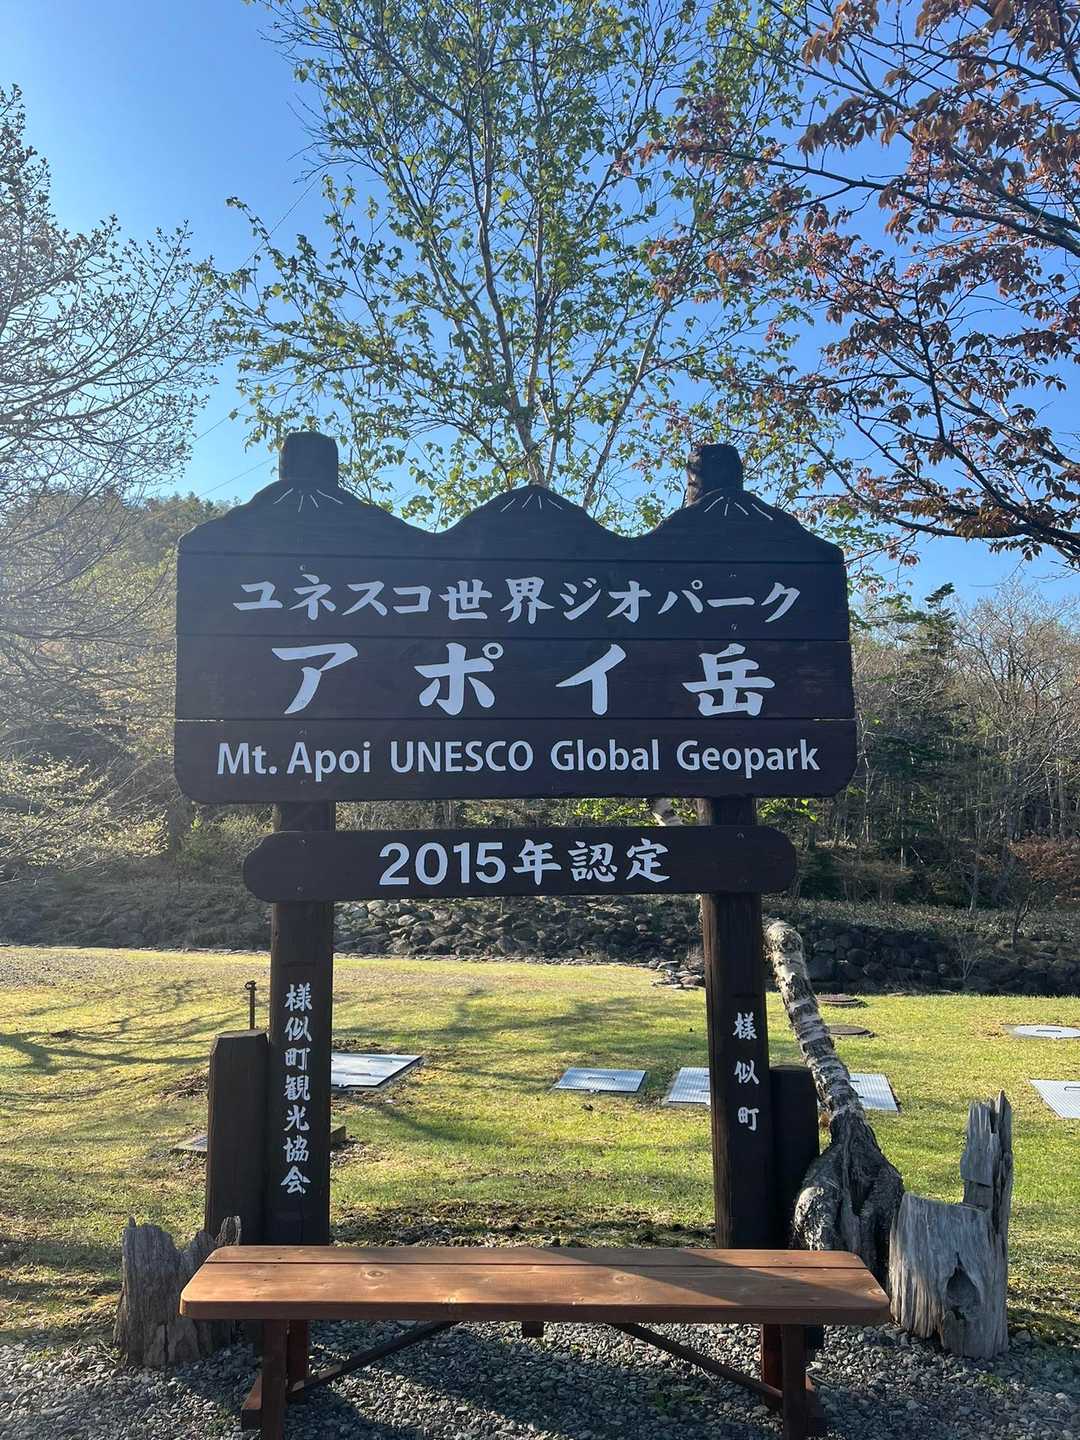 ユネスコ世界ジオパーク
アポイ岳
Mt. Apoi UNESCO Global Geopark
2015年認定
様似町観光協会
様似町